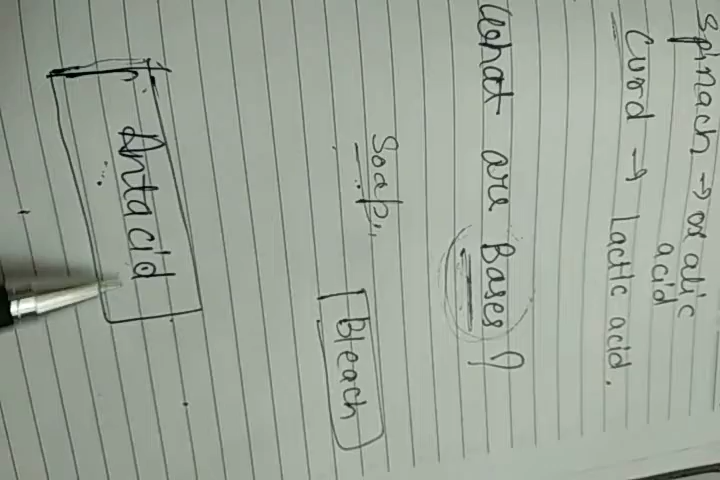 Spinach → oxalic
acid
Curd → Lactic acid.
What are Bases ?
Soap,,
Bleach
Antacid